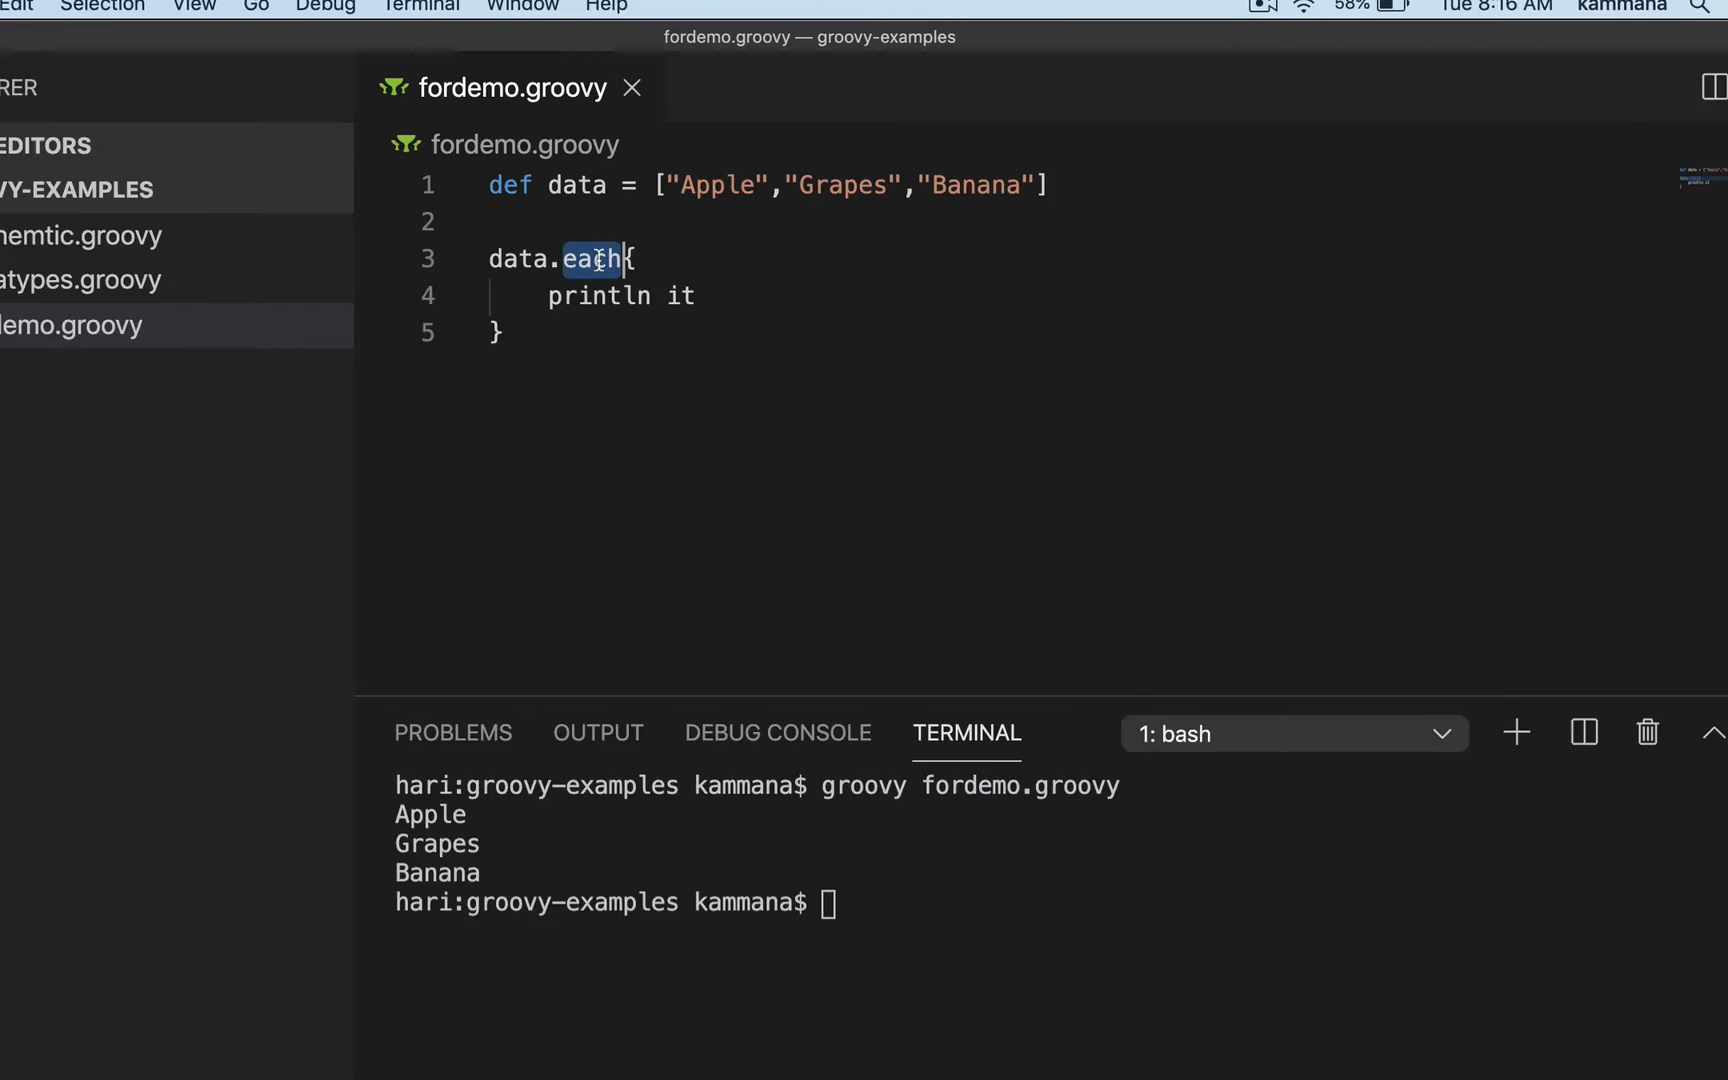 Edit Selection View Go Debug Terminal Window Help 58% Tue 8:16 AM kammana
fordemo.groovy — groovy-examples
RER
EDITORS
VY-EXAMPLES
hemtic.groovy
atypes.groovy
demo.groovy
fordemo.groovy
fordemo.groovy
1 def data = ["Apple","Grapes","Banana"]
2
3 data.each{
4 println it
5 }
PROBLEMS OUTPUT DEBUG CONSOLE TERMINAL 1: bash
hari:groovy-examples kammana$ groovy fordemo.groovy
Apple
Grapes
Banana
hari:groovy-examples kammana$